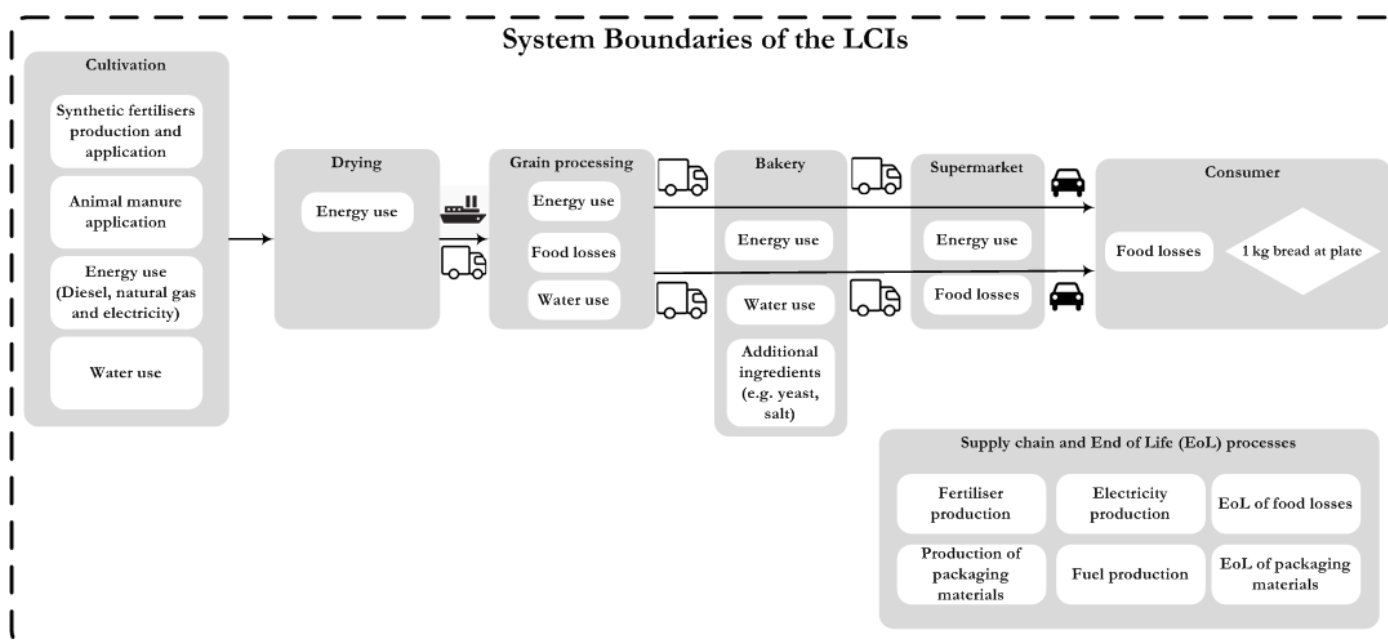 System Boundaries of the LCIs
Cultivation
Synthetic fertilisers
production and
application
Animal manure
application
Energy use
(Diesel, natural gas
and electricity)
Water use
Drying
Energy use
Grain processing
Energy use
Food losses
Water use
Bakery
Energy use
Water use
Additional
ingredients
(e.g. yeast,
salt)
Supermarket
Energy use
Food losses
Consumer
Food losses
1 kg bread at plate
Supply chain and End of Life (EoL) processes
Fertiliser
production
Electricity
production
EoL of food losses
Production of
packaging
materials
Fuel production
EoL of packaging
materials